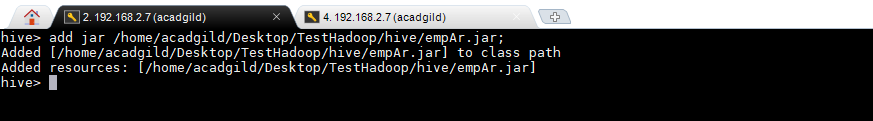 2. 192.168.2.7 (acadgild)
4. 192.168.2.7 (acadgild)
hive> add jar /home/acadgild/Desktop/TestHadoop/hive/empAr.jar;
Added [/home/acadgild/Desktop/TestHadoop/hive/empAr.jar] to class path
Added resources: [/home/acadgild/Desktop/TestHadoop/hive/empAr.jar]
hive>